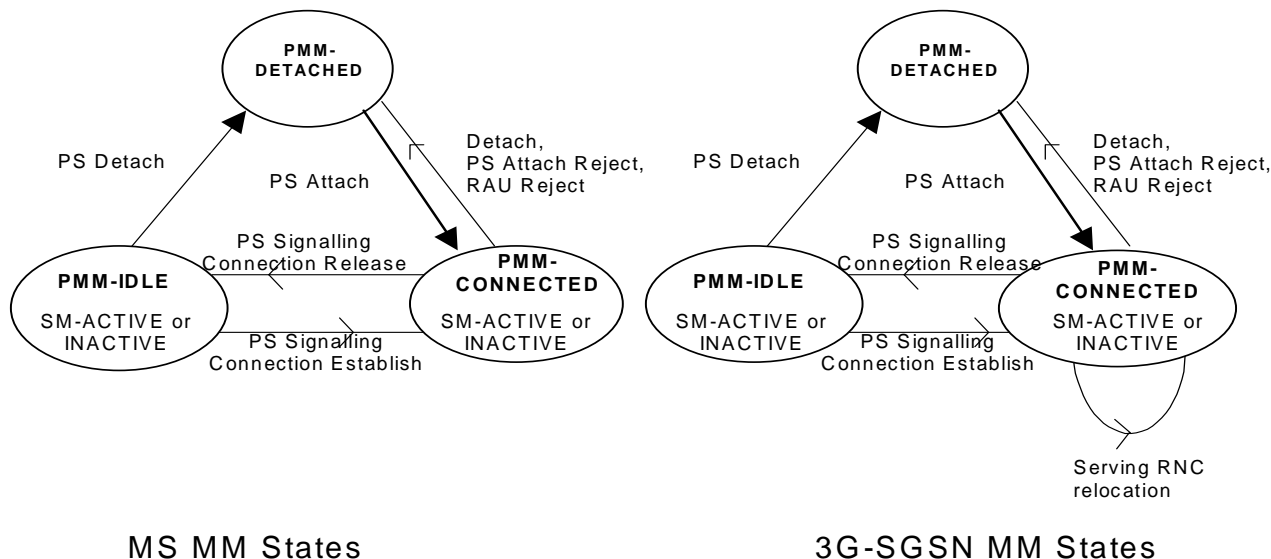 PMM-
DETACHED
PS Detach
PS Attach
Detach,
PS Attach Reject,
RAU Reject
PS Signalling
Connection Release
PMM-IDLE
SM-ACTIVE or
INACTIVE
PMM-
CONNECTED
SM-ACTIVE or
INACTIVE
PS Signalling
Connection Establish
MS MM States
PMM-
DETACHED
PS Detach
PS Attach
Detach,
PS Attach Reject,
RAU Reject
PS Signalling
Connection Release
PMM-IDLE
SM-ACTIVE or
INACTIVE
PMM-
CONNECTED
SM-ACTIVE or
INACTIVE
PS Signalling
Connection Establish
Serving RNC
relocation
3G-SGSN MM States